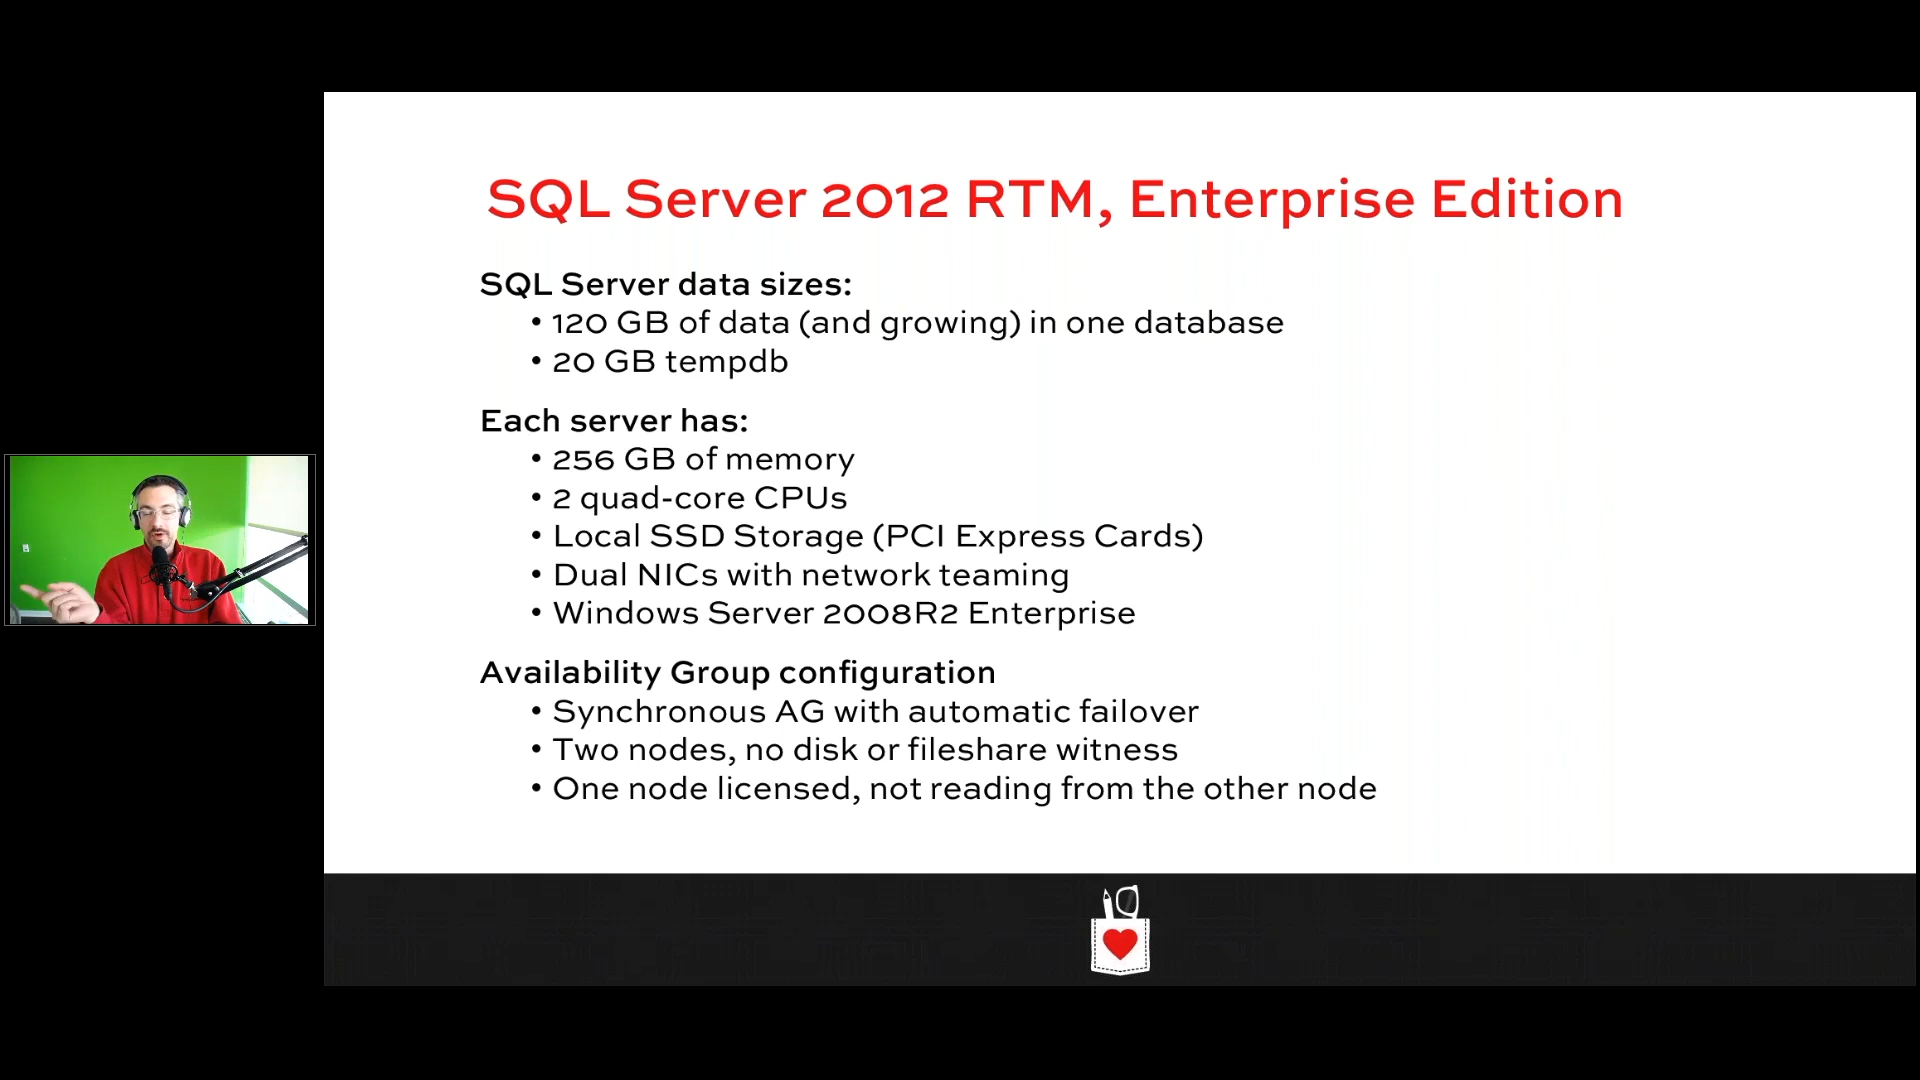 SQL Server 2012 RTM, Enterprise Edition
SQL Server data sizes:
• 120 GB of data (and growing) in one database
• 20 GB tempdb
Each server has:
• 256 GB of memory
• 2 quad-core CPUs
• Local SSD Storage (PCI Express Cards)
• Dual NICs with network teaming
• Windows Server 2008R2 Enterprise
Availability Group configuration
• Synchronous AG with automatic failover
• Two nodes, no disk or fileshare witness
• One node licensed, not reading from the other node